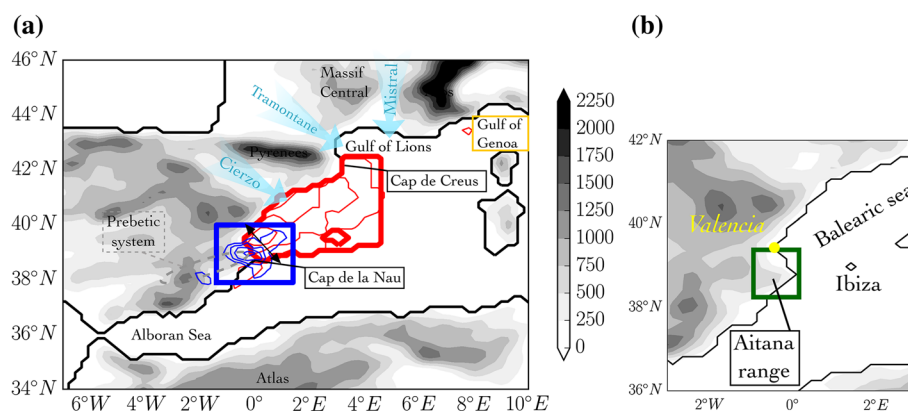 (a)
(b)
46°N
44°N
42°N
40°N
38°N
36°N
34°N
6°W
4°W
2°W
0°
2°E
4°E
6°E
8°E
10°E
Massif
Central
Mistral
Tramontane
Cierzo
Pyrenees
Gulf of Lions
Gulf of
Genoa
Cap de Creus
Prebetic
system
Cap de la Nau
Alboran Sea
Atlas
2250
2000
1750
1500
1250
1000
750
500
250
0
42°N
40°N
38°N
36°N
2°W
0°
2°E
Valencia
Balearic sea
Ibiza
Aitana
range